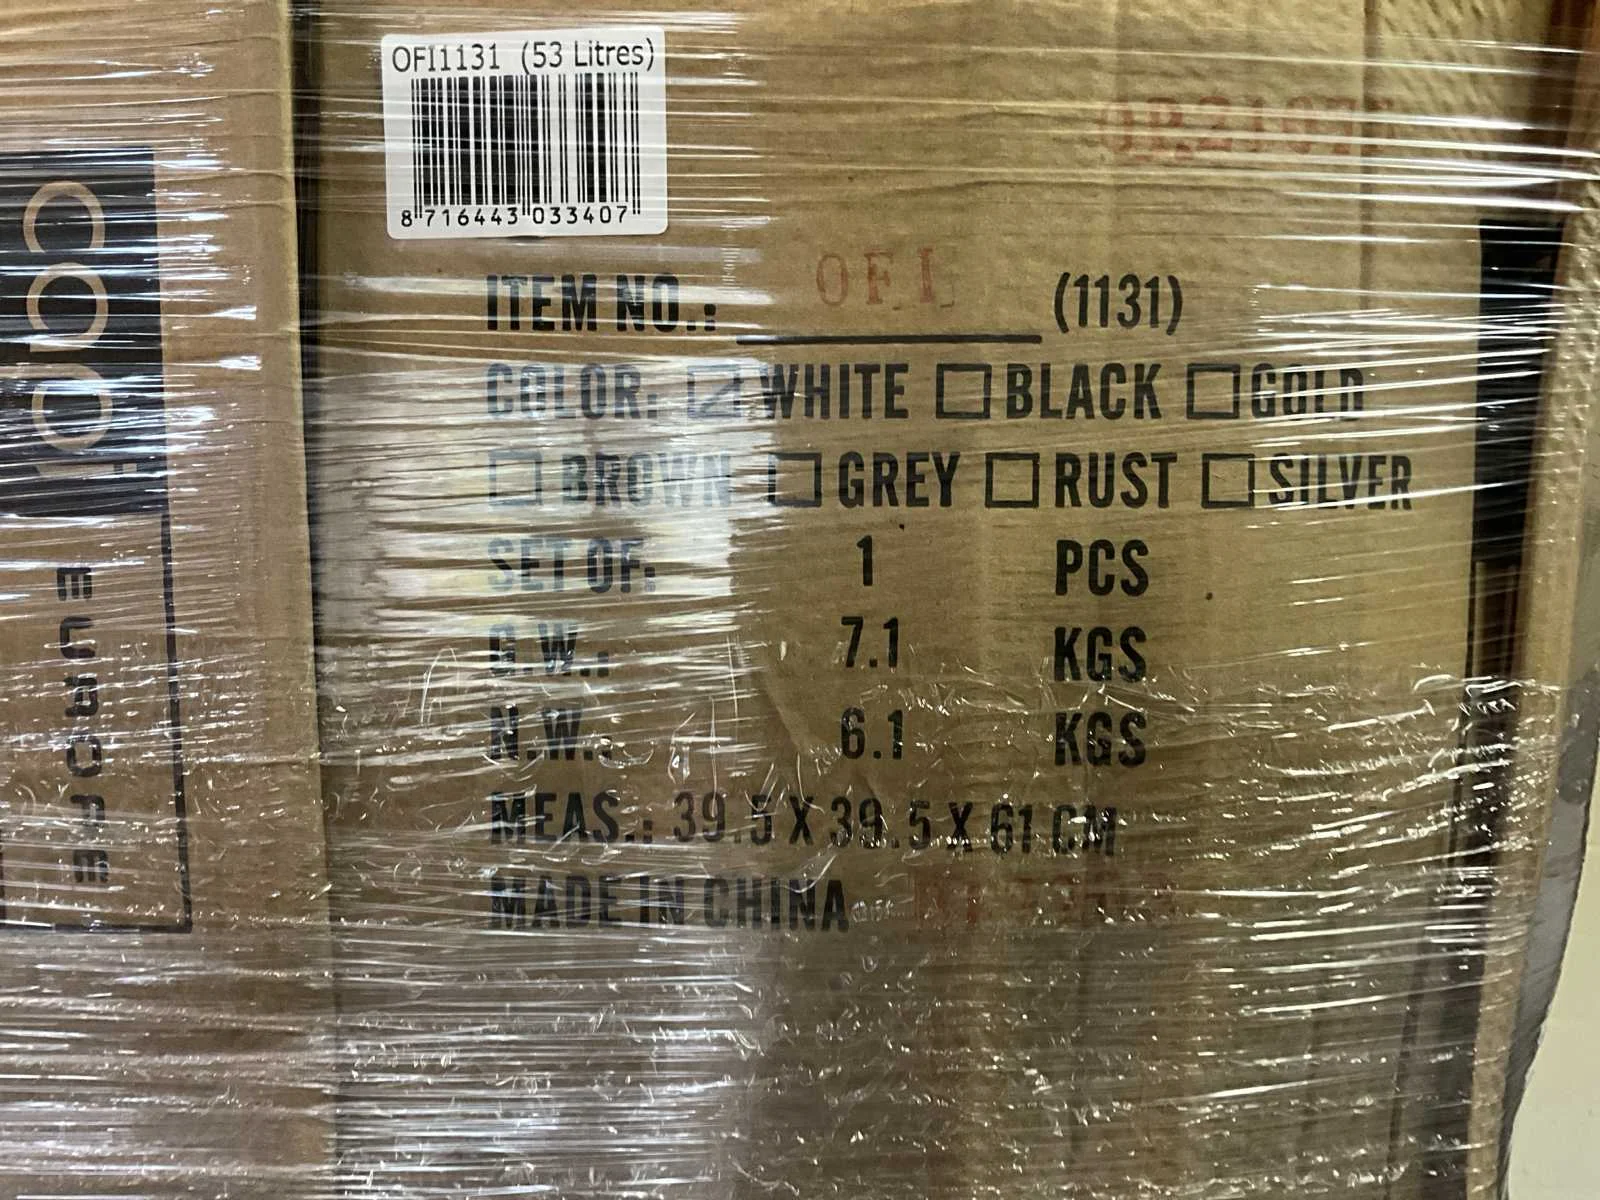 OFI1131 (53 Litres)
8 716443 033407
ITEM NO.: OFI (1131)
COLOR: ☑ WHITE ☐ BLACK ☐ GOLD
☐ BROWN ☐ GREY ☐ RUST ☐ SILVER
SET OF: 1 PCS
G.W.: 7.1 KGS
N.W.: 6.1 KGS
MEAS.: 39.5 X 39.5 X 61 CM
MADE IN CHINA
EUROPE